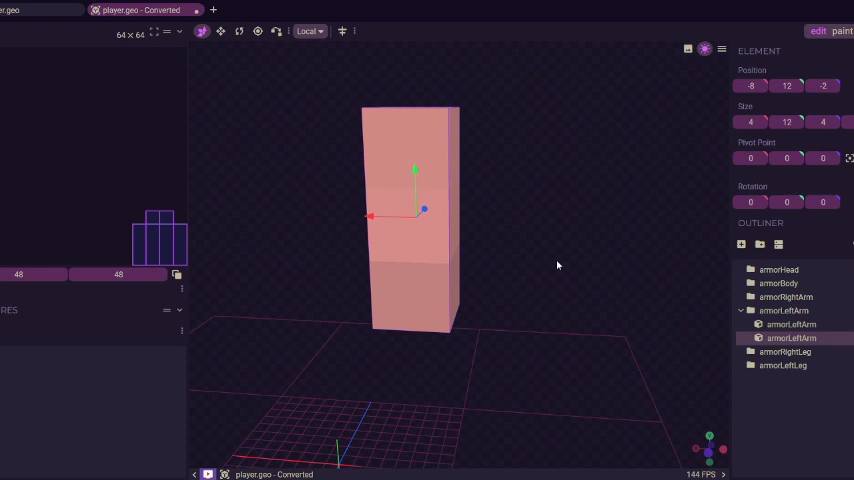 er.geo
player.geo - Converted
64 × 64
Local
edit paint
ELEMENT
Position
-8 12 -2
Size
4 12 4
Pivot Point
0 0 0
Rotation
0 0 0
OUTLINER
48 48
armorHead
armorBody
armorRightArm
RES
armorLeftArm
armorLeftArm
armorLeftArm
armorRightLeg
armorLeftLeg
player.geo - Converted
144 FPS